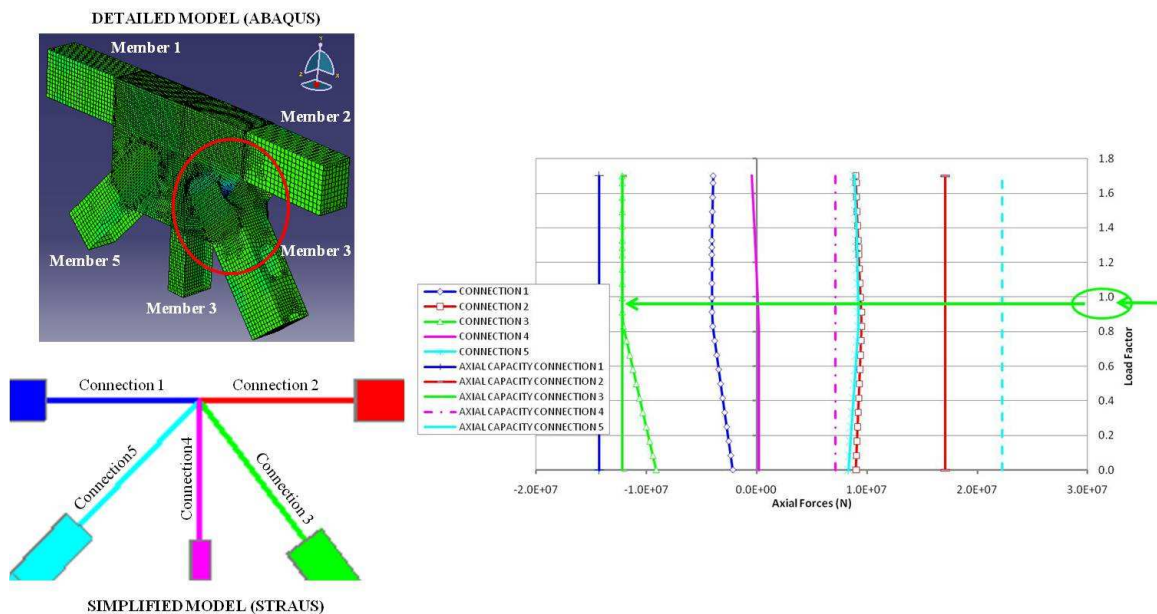 DETAILED MODEL (ABAQUS)
Member 1
Member 2
Member 3
Member 5
Member 3
Y
Z
X
Connection 1
Connection 2
Connection5
Connection4
Connection 3
SIMPLIFIED MODEL (STRAUS)
CONNECTION 1
CONNECTION 2
CONNECTION 3
CONNECTION 4
CONNECTION 5
AXIAL CAPACITY CONNECTION 1
AXIAL CAPACITY CONNECTION 2
AXIAL CAPACITY CONNECTION 3
AXIAL CAPACITY CONNECTION 4
AXIAL CAPACITY CONNECTION 5
1.8
1.6
1.4
1.2
1.0
0.8
0.6
0.4
0.2
0.0
Load Factor
-2.0E+07
-1.0E+07
0.0E+00
1.0E+07
2.0E+07
3.0E+07
Axial Forces (N)